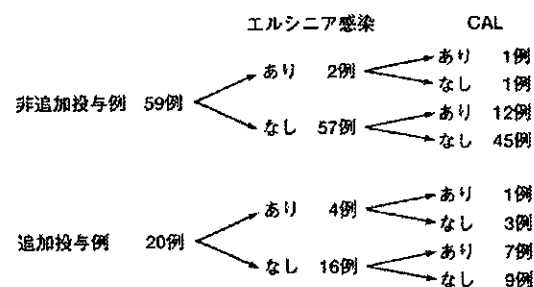 エルシニア感染 CAL
あり 1例
あり 2例
なし 1例
非追加投与例 59例
あり 12例
なし 57例
なし 45例
あり 1例
あり 4例
なし 3例
追加投与例 20例
あり 7例
なし 16例
なし 9例